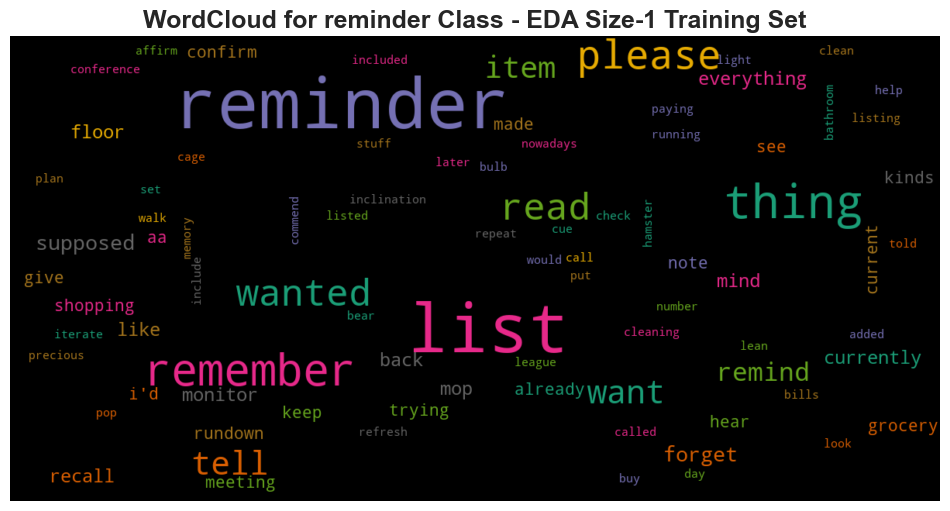 WordCloud for reminder Class - EDA Size-1 Training Set
affirm confirm included item please light clean
conference everything help
reminder made paying bathroom listing
floor stuff nowadays running see
cage later bulb
plan set kinds
inclination read thing
walk commend listed check hamster
supposed aa memory repeat cue current told
include would call note
give put mind
wanted
shopping bear list number
iterate like cleaning added
precious back league lean currently
remember mop remind
i'd monitor already want bills
pop keep trying hear
rundown refresh called grocery
tell forget look
recall meeting buy day